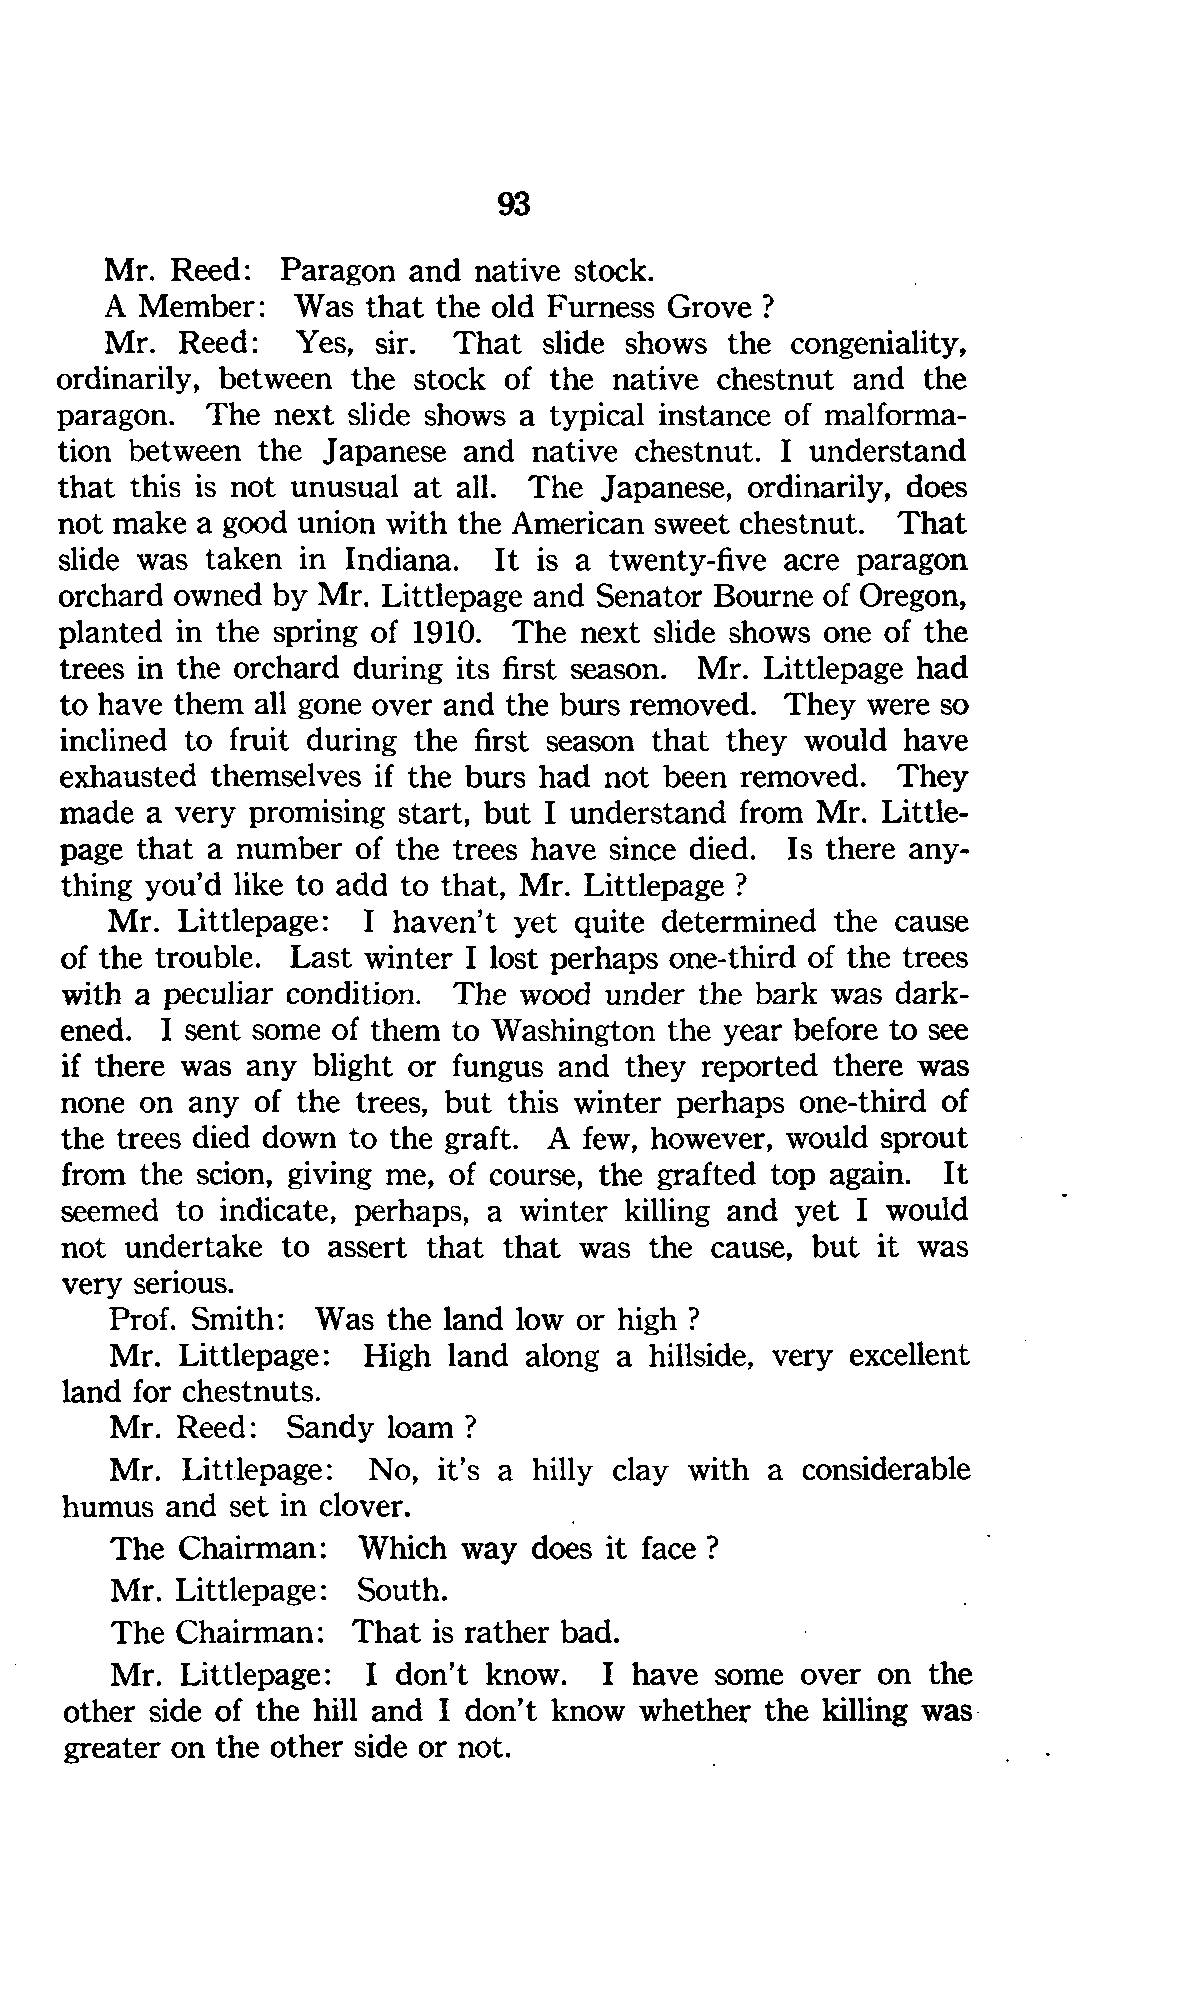 93
Mr. Reed: Paragon and native stock.
A Member: Was that the old Furness Grove ?
Mr. Reed: Yes, sir. That slide shows the congeniality,
ordinarily, between the stock of the native chestnut and the
paragon. The next slide shows a typical instance of malforma-
tion between the Japanese and native chestnut. I understand
that this is not unusual at all. The Japanese, ordinarily, does
not make a good union with the American sweet chestnut. That
slide was taken in Indiana. It is a twenty-five acre paragon
orchard owned by Mr. Littlepage and Senator Bourne of Oregon,
planted in the spring of 1910. The next slide shows one of the
trees in the orchard during its first season. Mr. Littlepage had
to have them all gone over and the burs removed. They were so
inclined to fruit during the first season that they would have
exhausted themselves if the burs had not been removed. They
made a very promising start, but I understand from Mr. Little-
page that a number of the trees have since died. Is there any-
thing you'd like to add to that, Mr. Littlepage ?
Mr. Littlepage: I haven't yet quite determined the cause
of the trouble. Last winter I lost perhaps one-third of the trees
with a peculiar condition. The wood under the bark was dark-
ened. I sent some of them to Washington the year before to see
if there was any blight or fungus and they reported there was
none on any of the trees, but this winter perhaps one-third of
the trees died down to the graft. A few, however, would sprout
from the scion, giving me, of course, the grafted top again. It
seemed to indicate, perhaps, a winter killing and yet I would
not undertake to assert that that was the cause, but it was
very serious.
Prof. Smith: Was the land low or high ?
Mr. Littlepage: High land along a hillside, very excellent
land for chestnuts.
Mr. Reed: Sandy loam ?
Mr. Littlepage: No, it's a hilly clay with a considerable
humus and set in clover.
The Chairman: Which way does it face ?
Mr. Littlepage: South.
The Chairman: That is rather bad.
Mr. Littlepage: I don't know. I have some over on the
other side of the hill and I don't know whether the killing was
greater on the other side or not.